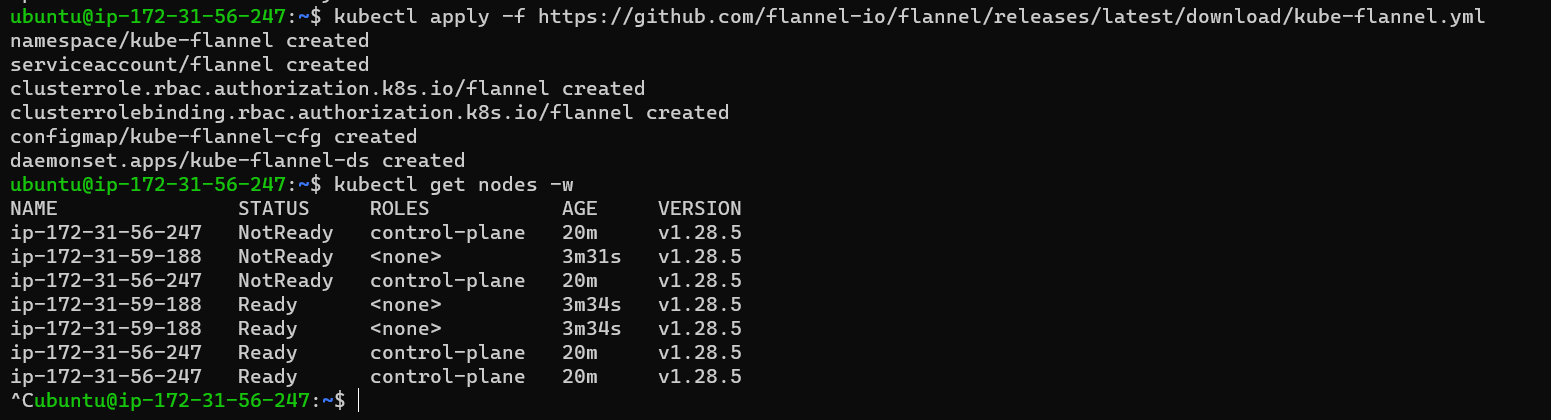 ubuntu@ip-172-31-56-247:~$ kubectl apply -f https://github.com/flannel-io/flannel/releases/latest/download/kube-flannel.yml
namespace/kube-flannel created
serviceaccount/flannel created
clusterrole.rbac.authorization.k8s.io/flannel created
clusterrolebinding.rbac.authorization.k8s.io/flannel created
configmap/kube-flannel-cfg created
daemonset.apps/kube-flannel-ds created
ubuntu@ip-172-31-56-247:~$ kubectl get nodes -w
NAME               STATUS     ROLES           AGE     VERSION
ip-172-31-56-247   NotReady   control-plane   20m     v1.28.5
ip-172-31-59-188   NotReady   <none>          3m31s   v1.28.5
ip-172-31-56-247   NotReady   control-plane   20m     v1.28.5
ip-172-31-59-188   Ready      <none>          3m34s   v1.28.5
ip-172-31-59-188   Ready      <none>          3m34s   v1.28.5
ip-172-31-56-247   Ready      control-plane   20m     v1.28.5
ip-172-31-56-247   Ready      control-plane   20m     v1.28.5
^Cubuntu@ip-172-31-56-247:~$